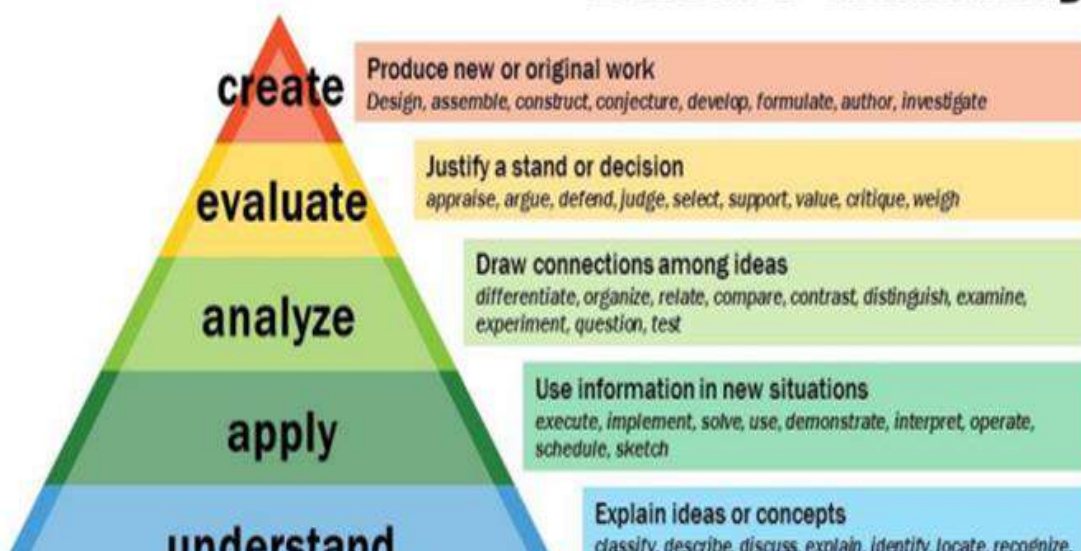 create
Produce new or original work
Design, assemble, construct, conjecture, develop, formulate, author, investigate
evaluate
Justify a stand or decision
appraise, argue, defend, judge, select, support, value, critique, weigh
analyze
Draw connections among ideas
differentiate, organize, relate, compare, contrast, distinguish, examine,
experiment, question, test
apply
Use information in new situations
execute, implement, solve, use, demonstrate, interpret, operate,
schedule, sketch
understand
Explain ideas or concepts
classify, describe, discuss, explain, identify, locate, recognize,